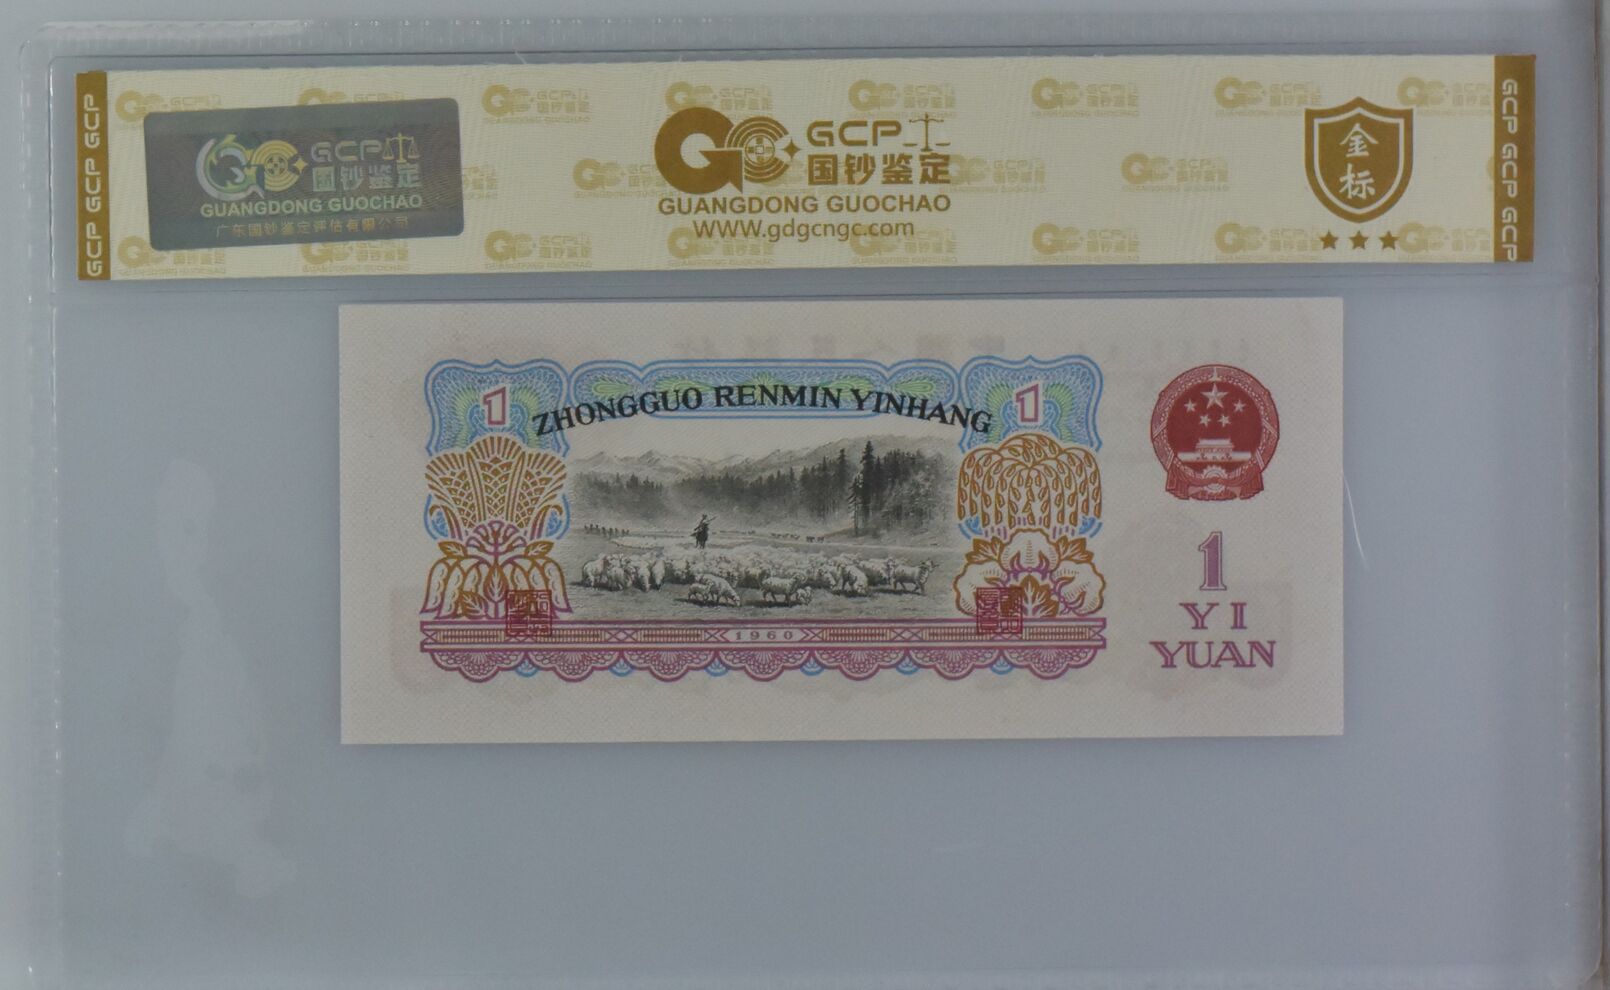 GCP GCP GCP
GCP
国钞鉴定
GUANGDONG GUOCHAO
广东国钞鉴定评估有限公司
GCP
国钞鉴定
GUANGDONG GUOCHAO
WWW.gdgcngc.com
金
标
GCP GCP GCP
1
ZHONGGUO RENMIN YINHANG
1
1960
1
YI
YUAN